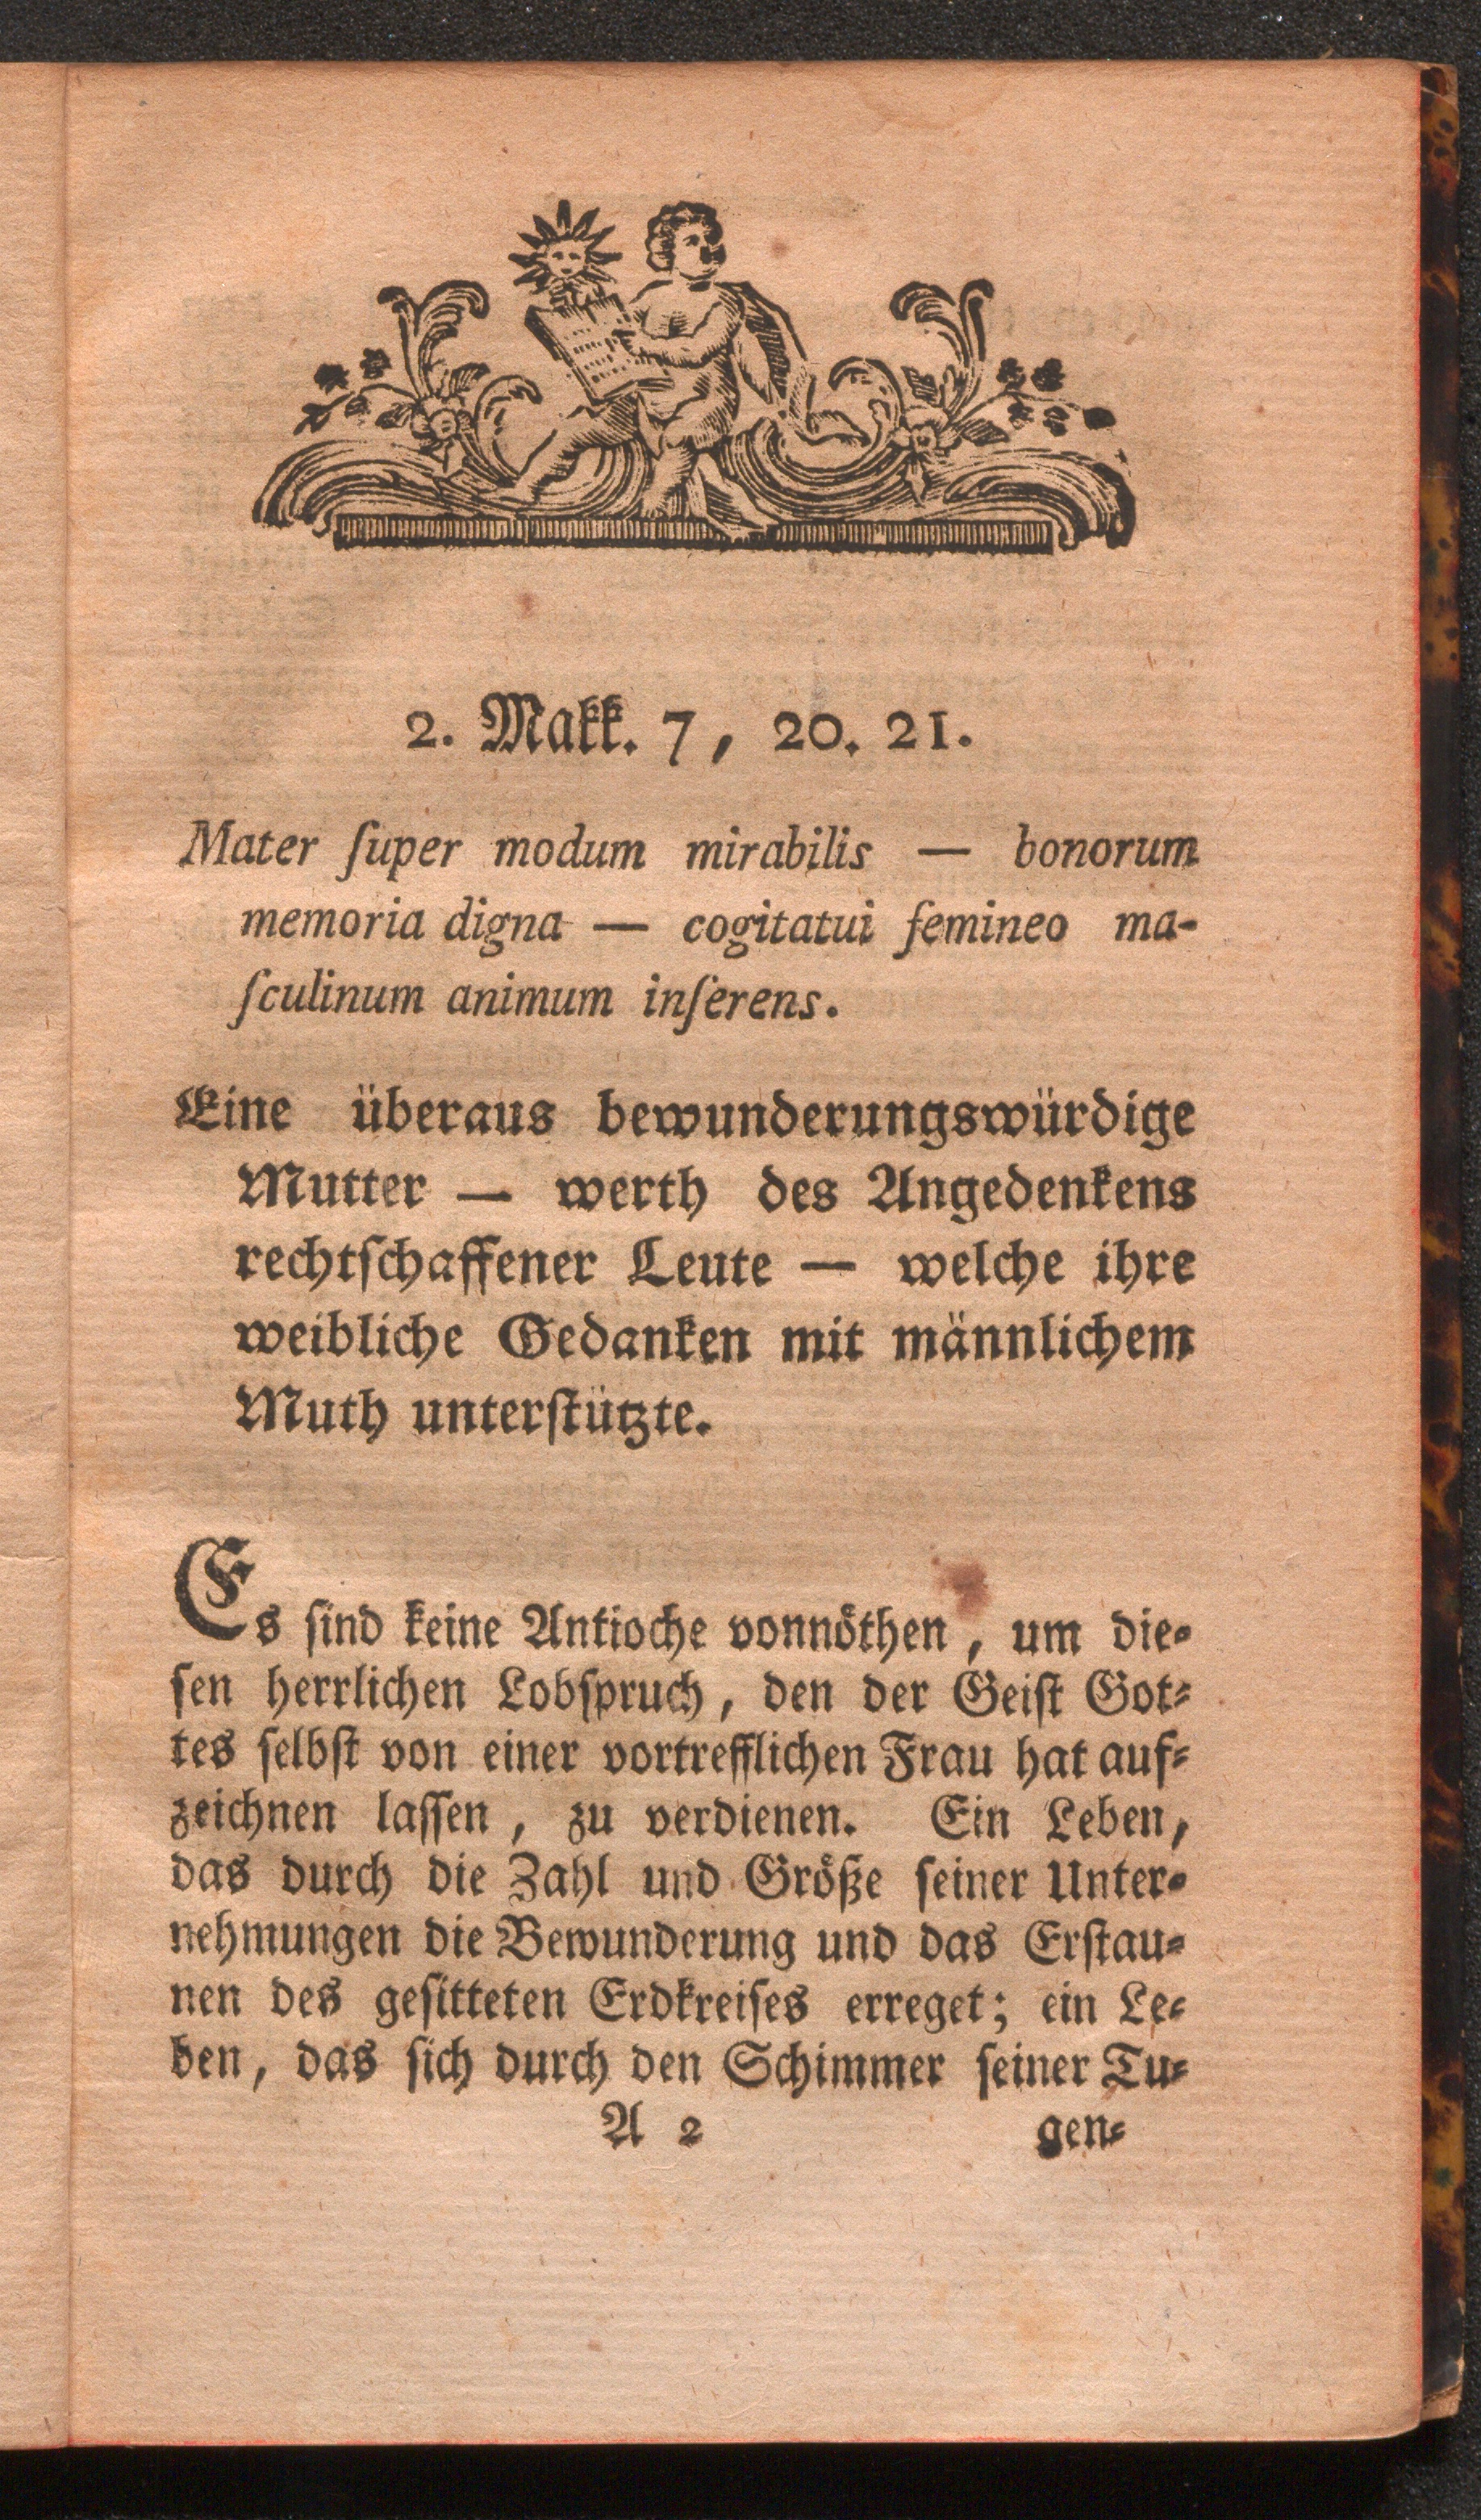 2. Makk. 7, 20. 21.
Mater ſuper modum mirabilis — bonorum
memoria digna — cogitatui femineo ma-
ſculinum animum inſerens.
Eine überaus bewunderungswürdige
Mutter — werth des Angedenkens
rechtſchaffener Leute — welche ihre
weibliche Gedanken mit männlichem
Muth unterſtützte.
Es ſind keine Antioche vonnöthen, um die-
ſen herrlichen Lobſpruch, den der Geiſt Got-
tes ſelbſt von einer vortrefflichen Frau hat auf-
zeichnen laſſen, zu verdienen. Ein Leben,
das durch die Zahl und Größe ſeiner Unter-
nehmungen die Bewunderung und das Erſtau-
nen des geſitteten Erdkreiſes erreget; ein Le-
ben, das ſich durch den Schimmer ſeiner Tu-
A 2 gen-